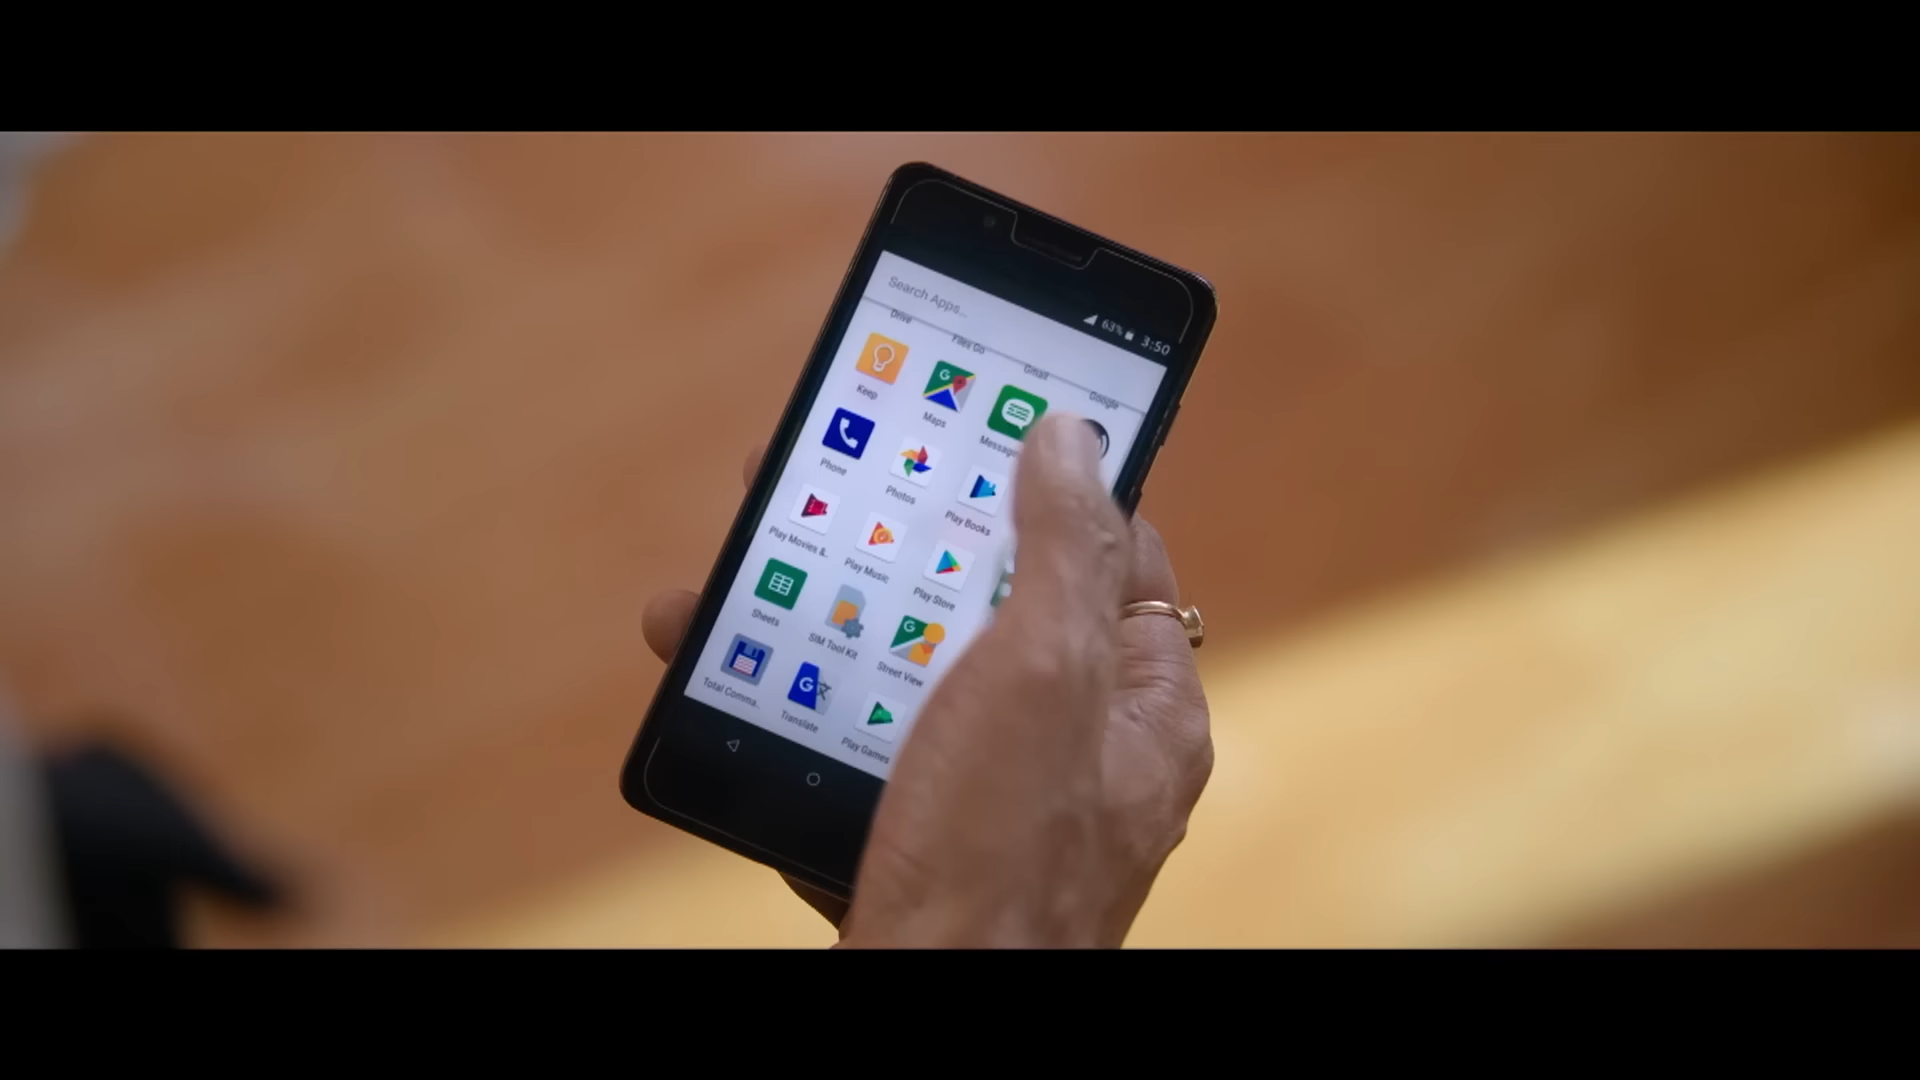 63% 3:50
Search Apps...
Drive
Files Go
Gmail
Google
Keep
Maps
Phone
Photos
Play Books
Play Movies &..
Play Music
Play Store
Sheets
SIM Tool Kit
Street View
Total Comma..
Translate
Play Games